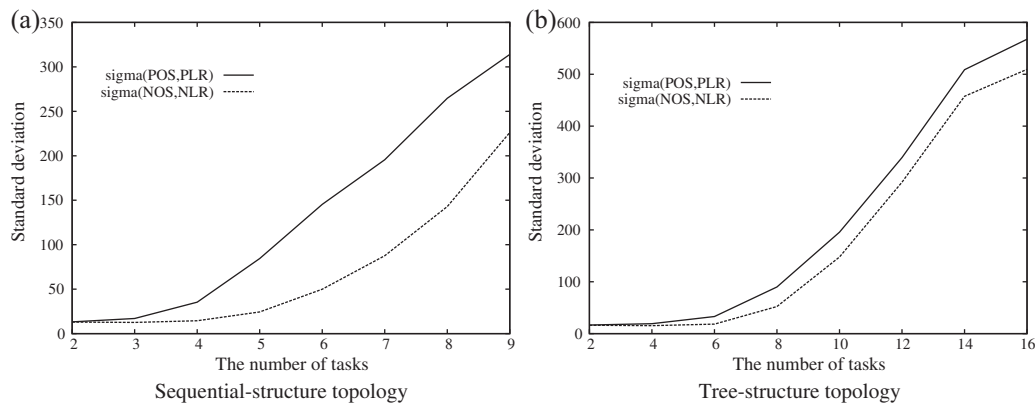 (a)
350
300
250
200
150
100
50
0
Standard deviation
sigma(POS,PLR)
sigma(NOS,NLR)
2 3 4 5 6 7 8 9
The number of tasks
Sequential-structure topology
(b)
600
500
400
300
200
100
0
Standard deviation
sigma(POS,PLR)
sigma(NOS,NLR)
2 4 6 8 10 12 14 16
The number of tasks
Tree-structure topology